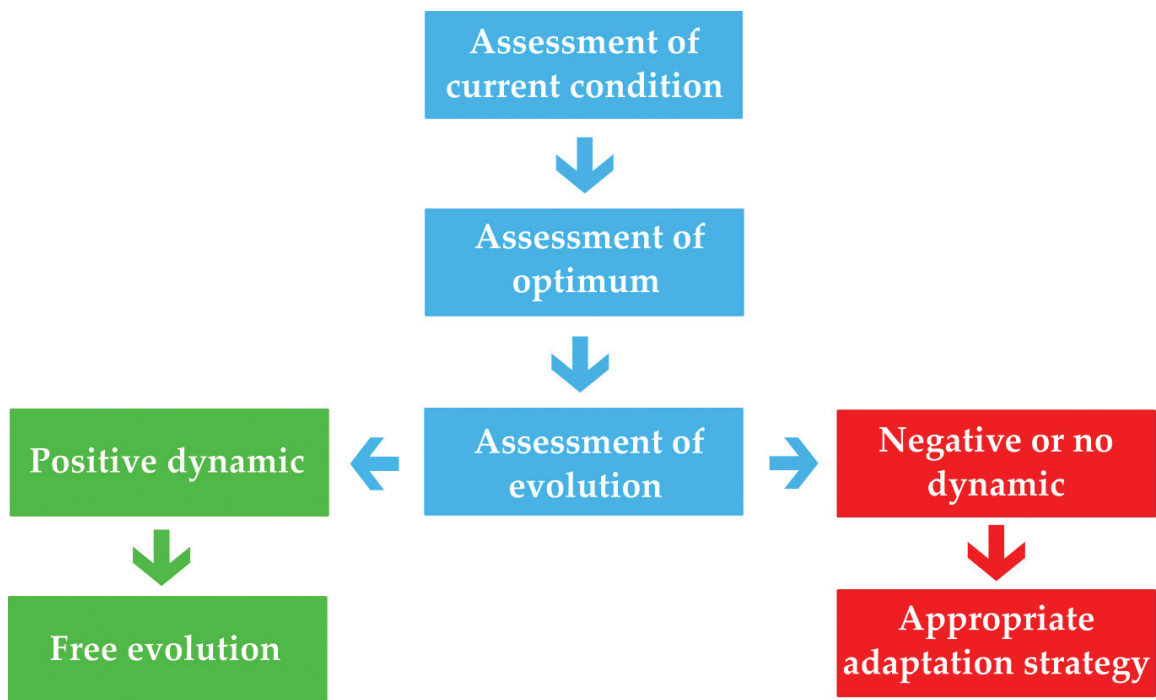 Assessment of
current condition
Assessment of
optimum
Positive dynamic
Assessment of
evolution
Negative or no
dynamic
Free evolution
Appropriate
adaptation strategy